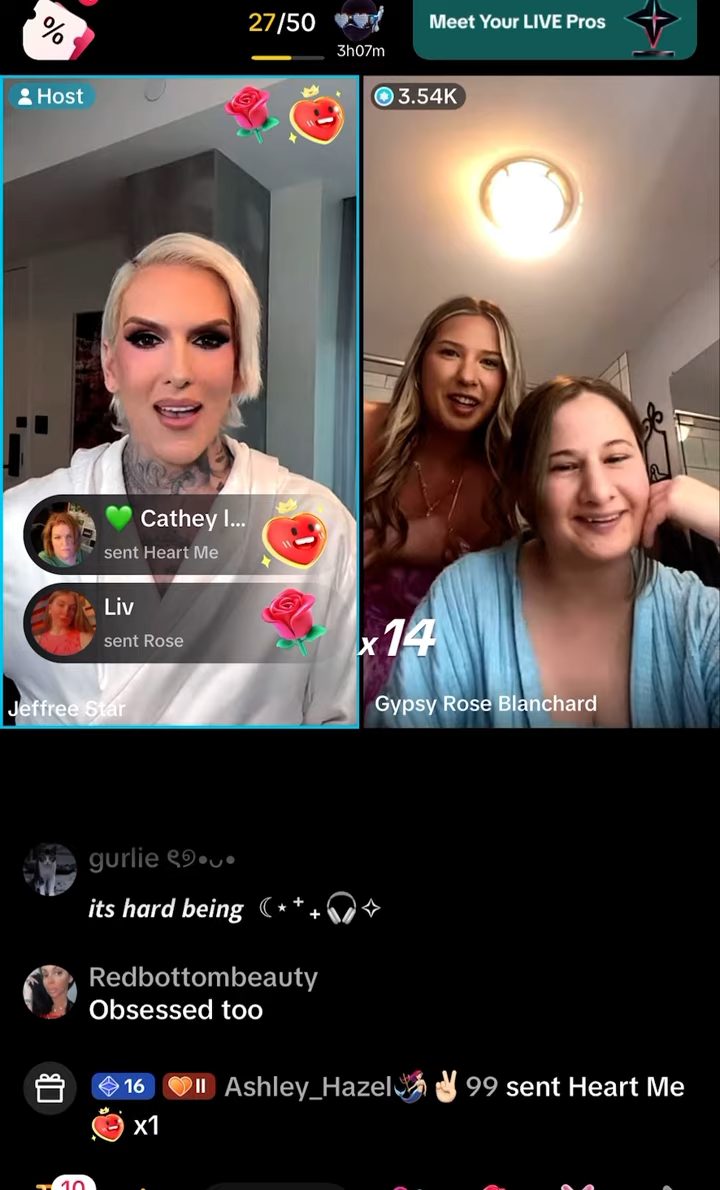 %
27/50
3h07m
Meet Your LIVE Pros
Host
3.54K
Cathey l...
sent Heart Me
Liv
sent Rose
x14
Jeffree Star
Gypsy Rose Blanchard
gurlie ୧୨•ᴗ•
its hard being ☾⋆⁺₊🎧✧
Redbottombeauty
Obsessed too
16 II Ashley_Hazel🧜🏻‍♀️✌🏻99 sent Heart Me
x1
10